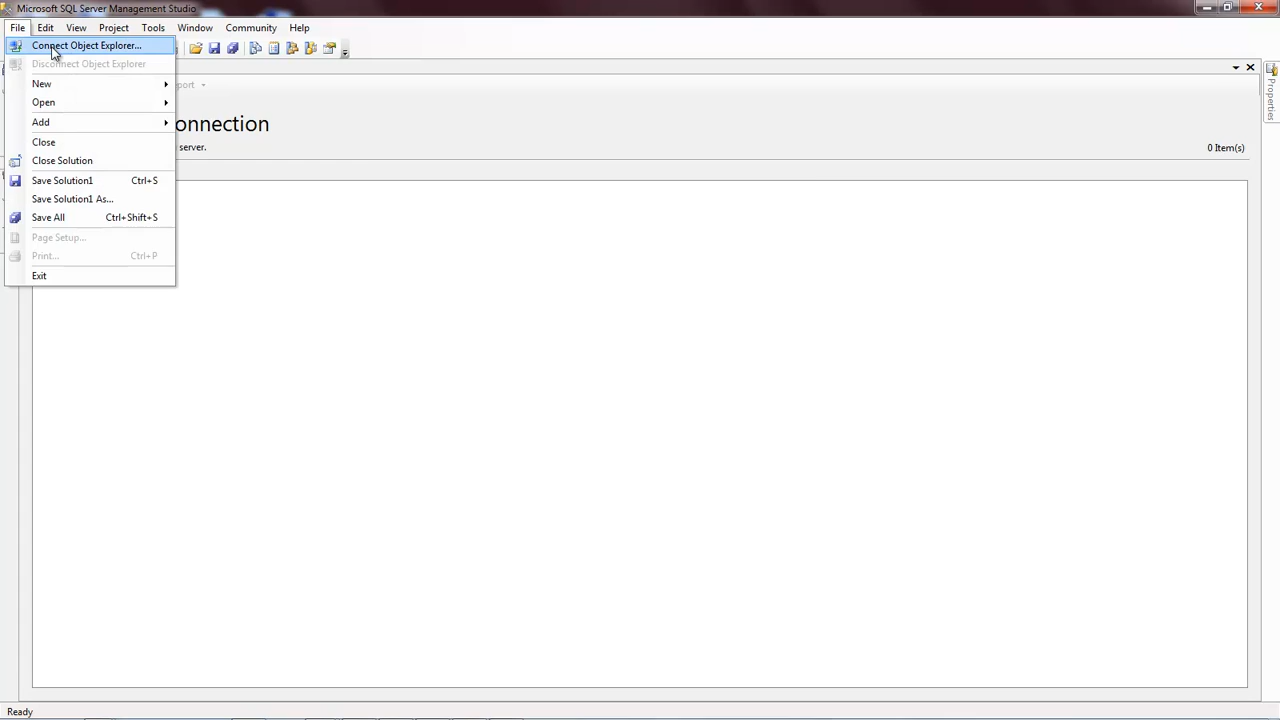 Microsoft SQL Server Management Studio
File Edit View Project Tools Window Community Help
Connect Object Explorer...
Disconnect Object Explorer
New
port
Open
onnection
Add
Close
server.
0 Item(s)
Close Solution
Save Solution1 Ctrl+S
Save Solution1 As...
Save All Ctrl+Shift+S
Page Setup...
Print... Ctrl+P
Exit
Properties
Ready